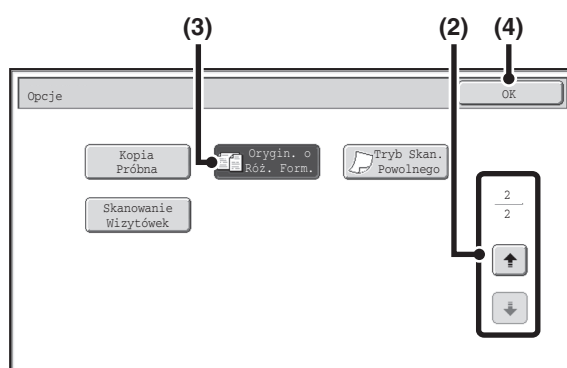 (3)
(2)
(4)
Opcje
OK
Kopia
Próbna
Orygin. o
Róż. Form.
Tryb Skan.
Powolnego
Skanowanie
Wizytówek
2
2